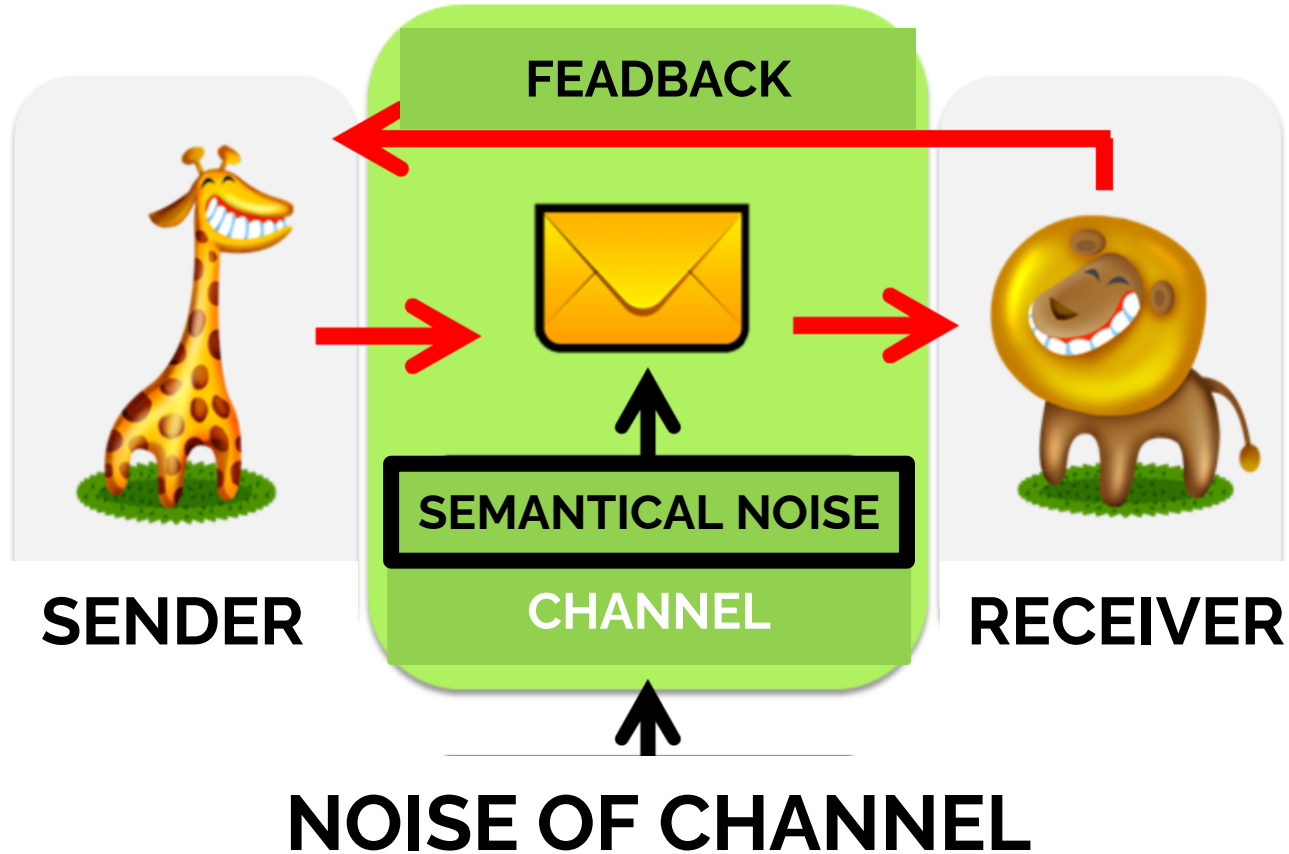 FEADBACK
SEMANTICAL NOISE
CHANNEL
SENDER
RECEIVER
NOISE OF CHANNEL